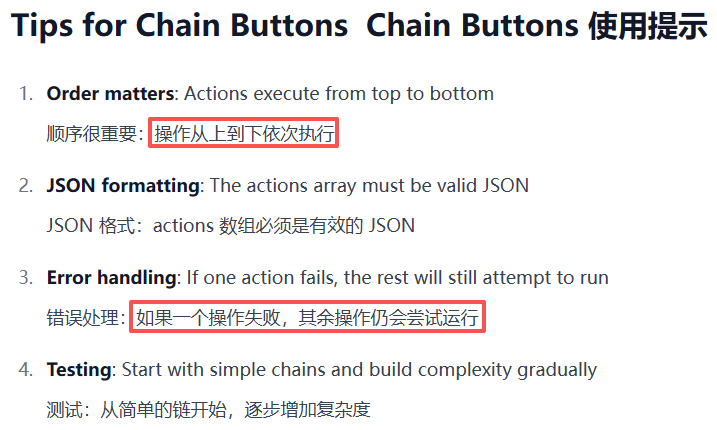 Tips for Chain Buttons  Chain Buttons 使用提示
1. Order matters: Actions execute from top to bottom
顺序很重要：操作从上到下依次执行
2. JSON formatting: The actions array must be valid JSON
JSON 格式：actions 数组必须是有效的 JSON
3. Error handling: If one action fails, the rest will still attempt to run
错误处理：如果一个操作失败，其余操作仍会尝试运行
4. Testing: Start with simple chains and build complexity gradually
测试：从简单的链开始，逐步增加复杂度